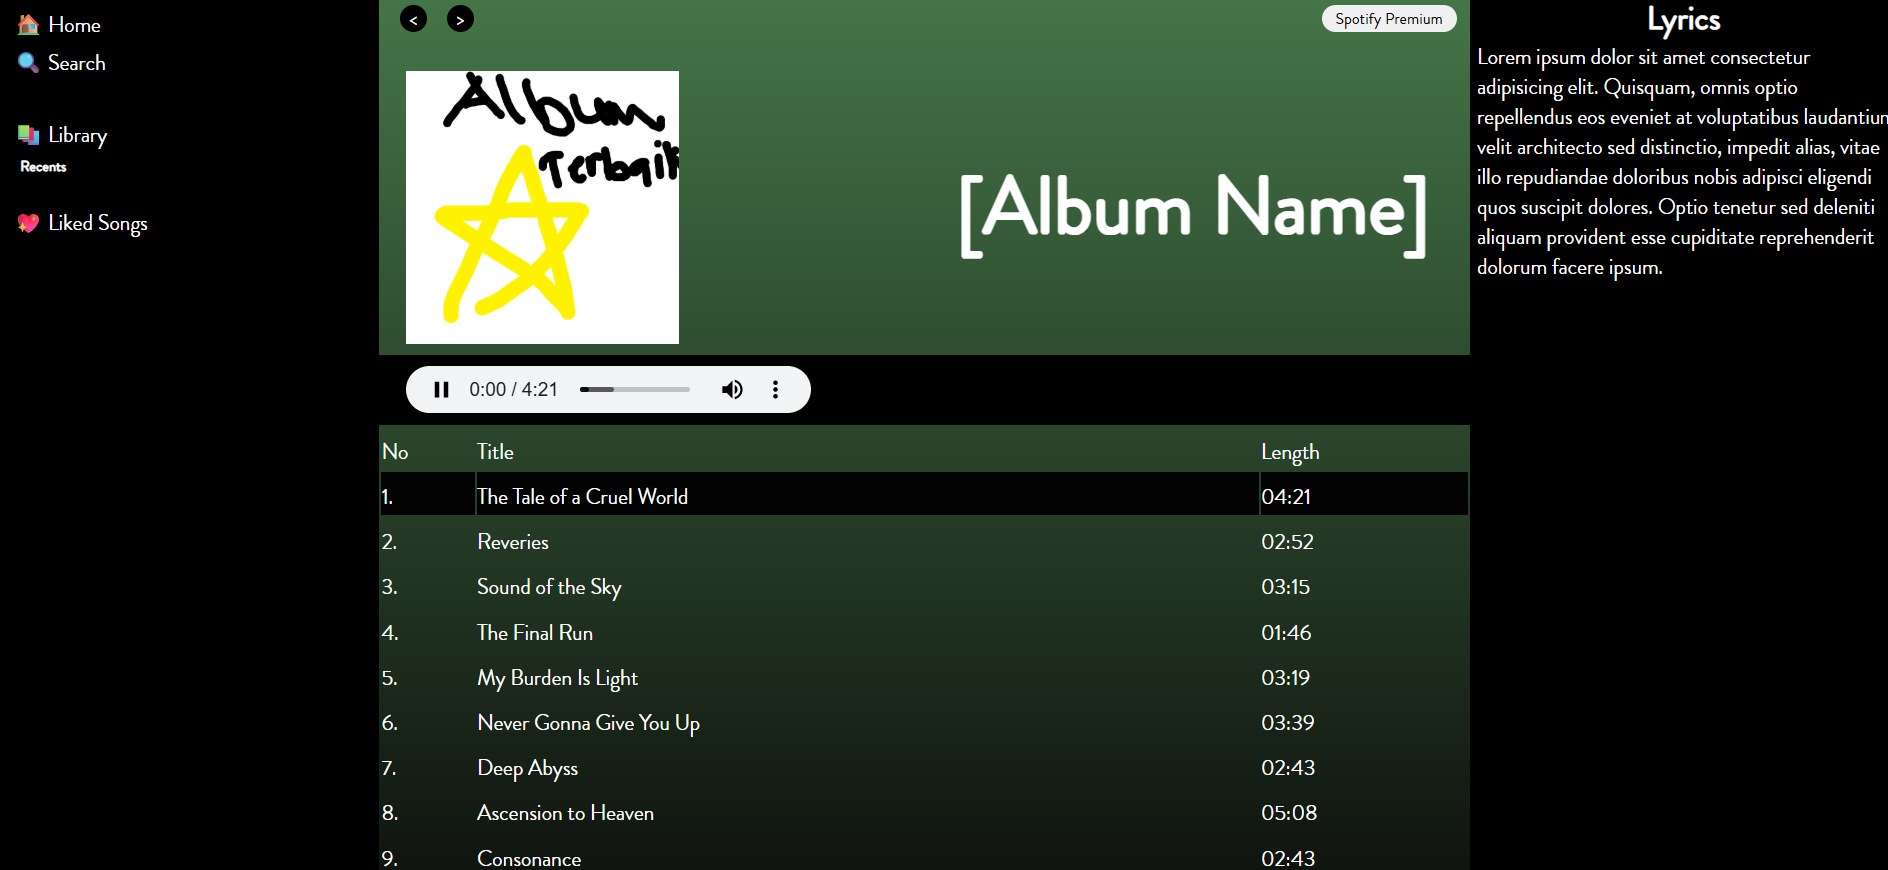 Home
Search
Library
Recents
Liked Songs
< >
Spotify Premium
Album
Terbaik
[Album Name]
0:00 / 4:21
No Title Length
1. The Tale of a Cruel World 04:21
2. Reveries 02:52
3. Sound of the Sky 03:15
4. The Final Run 01:46
5. My Burden Is Light 03:19
6. Never Gonna Give You Up 03:39
7. Deep Abyss 02:43
8. Ascension to Heaven 05:08
9. Consonance 02:43
Lyrics
Lorem ipsum dolor sit amet consectetur
adipisicing elit. Quisquam, omnis optio
repellendus eos eveniet at voluptatibus laudantium
velit architecto sed distinctio, impedit alias, vitae
illo repudiandae doloribus nobis adipisci eligendi
quos suscipit dolores. Optio tenetur sed deleniti
aliquam provident esse cupiditate reprehenderit
dolorum facere ipsum.